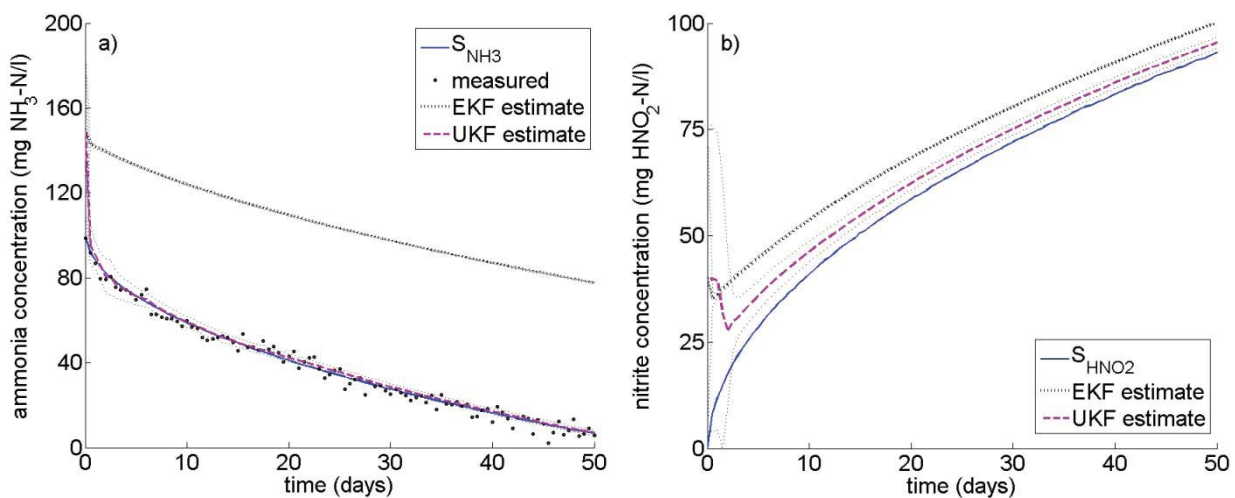 a)
200
160
120
80
40
0
0 10 20 30 40 50
time (days)
ammonia concentration (mg NH3-N/l)
S_NH3
measured
EKF estimate
UKF estimate
b)
100
75
50
25
0
0 10 20 30 40 50
time (days)
nitrite concentration (mg HNO2-N/l)
S_HNO2
EKF estimate
UKF estimate